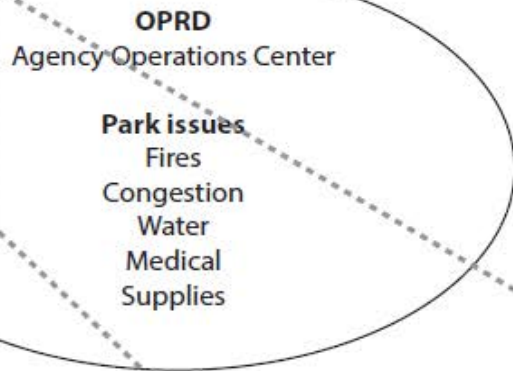 OPRD
Agency Operations Center
Park issues
Fires
Congestion
Water
Medical
Supplies